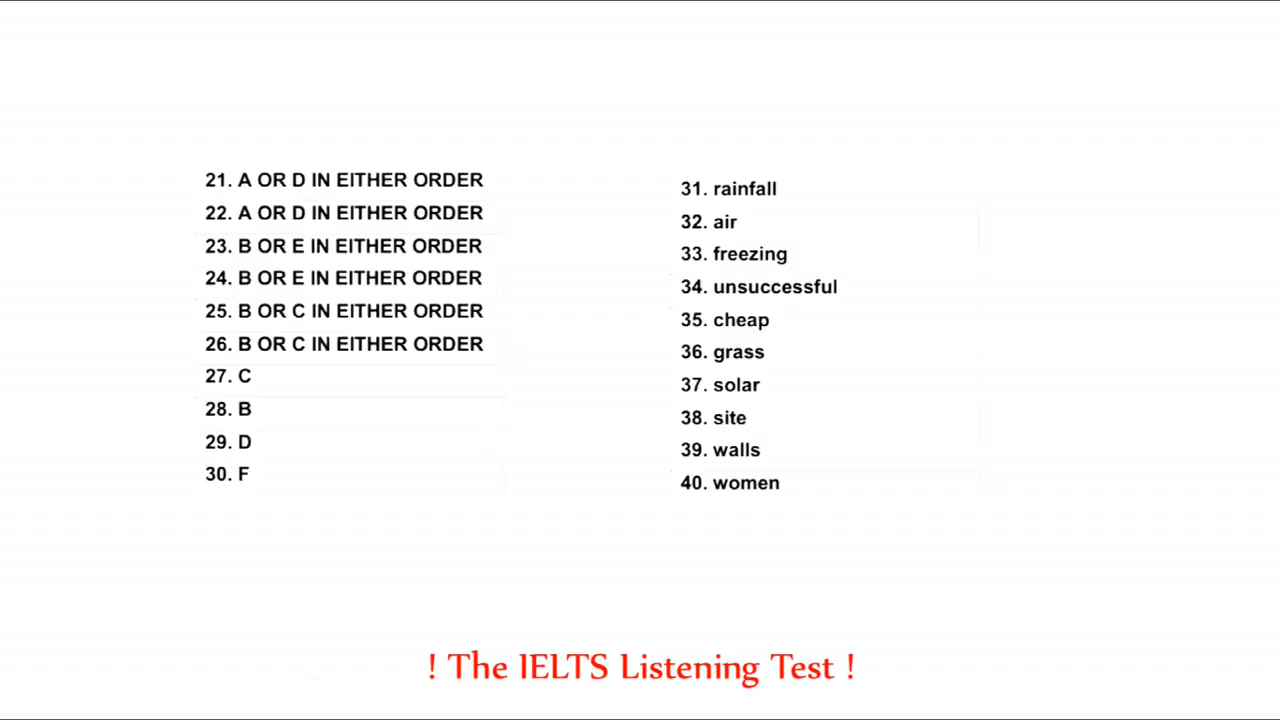 21. A OR D IN EITHER ORDER
22. A OR D IN EITHER ORDER
23. B OR E IN EITHER ORDER
24. B OR E IN EITHER ORDER
25. B OR C IN EITHER ORDER
26. B OR C IN EITHER ORDER
27. C
28. B
29. D
30. F
31. rainfall
32. air
33. freezing
34. unsuccessful
35. cheap
36. grass
37. solar
38. site
39. walls
40. women
! The IELTS Listening Test !